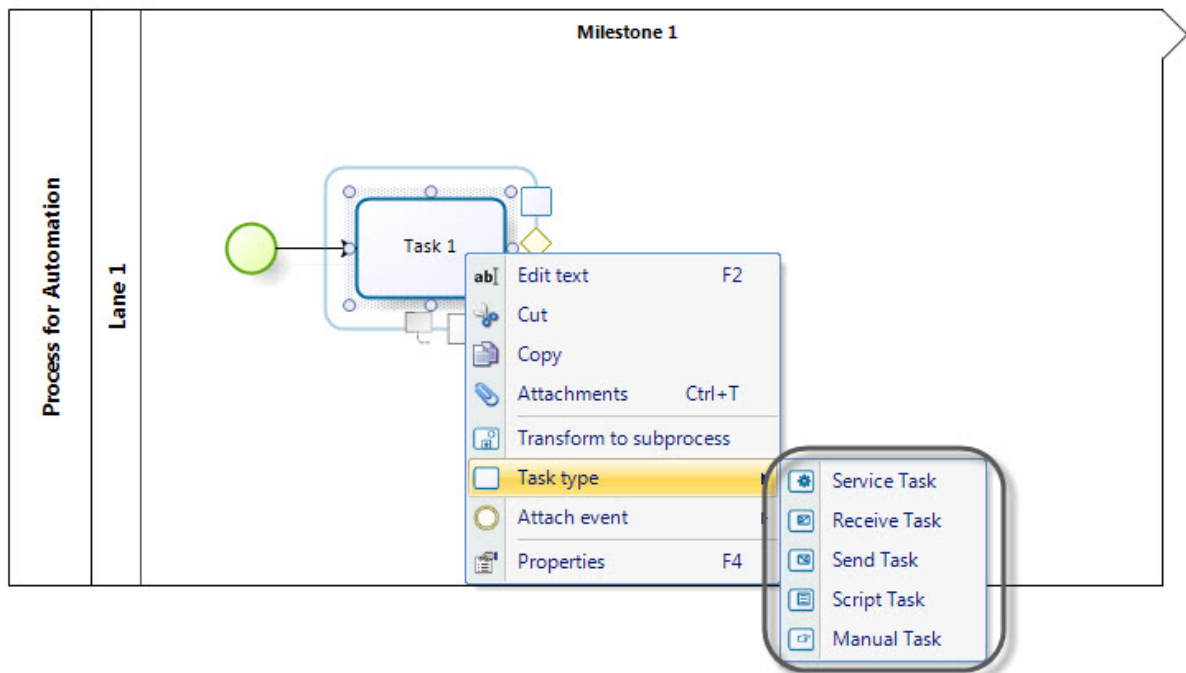 Milestone 1
Process for Automation
Lane 1
Task 1
Edit text F2
Cut
Copy
Attachments Ctrl+T
Transform to subprocess
Task type
Attach event
Properties F4
Service Task
Receive Task
Send Task
Script Task
Manual Task